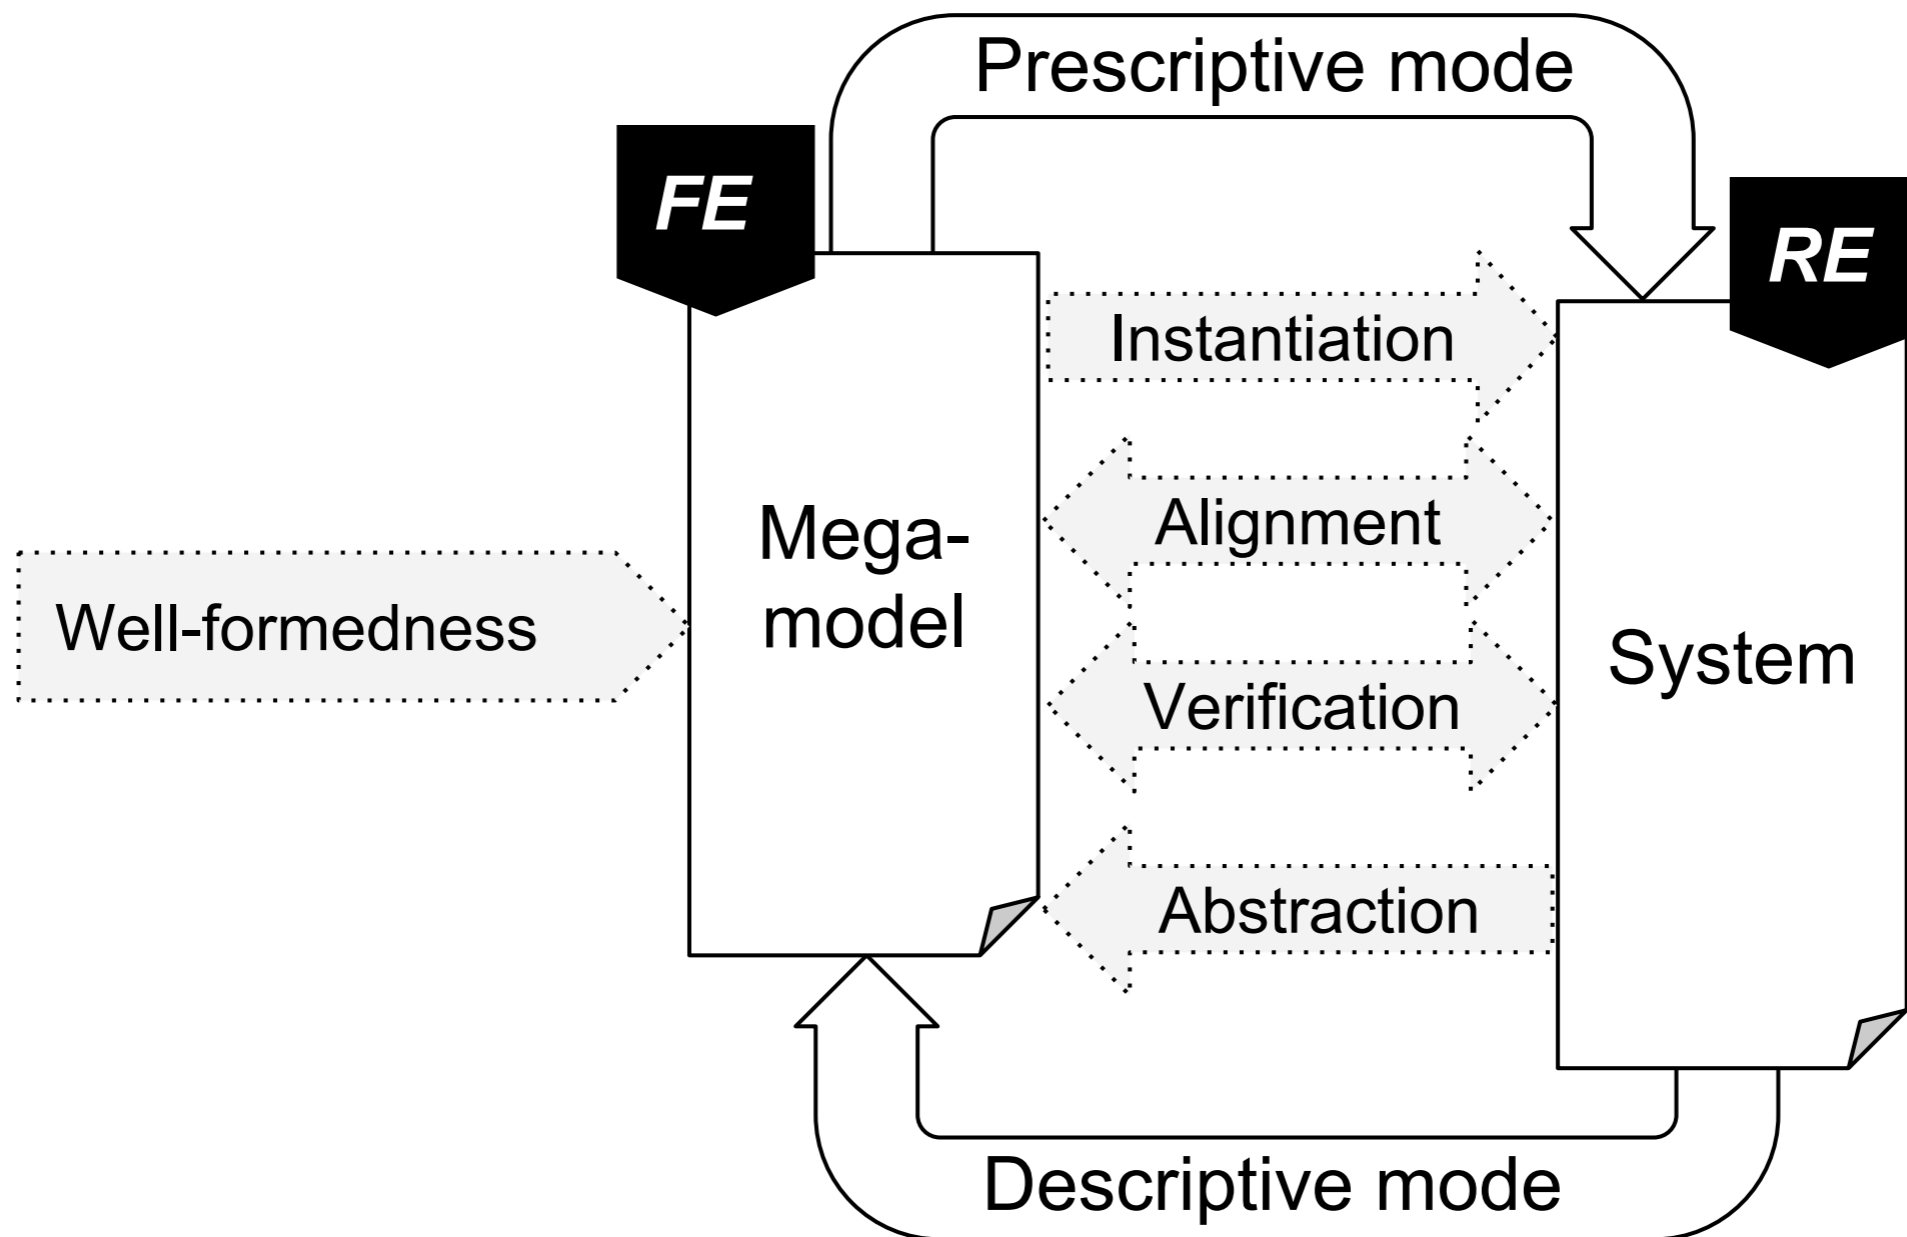 Prescriptive mode
FE
RE
Instantiation
Alignment
Mega-
model
Well-formedness
System
Verification
Abstraction
Descriptive mode